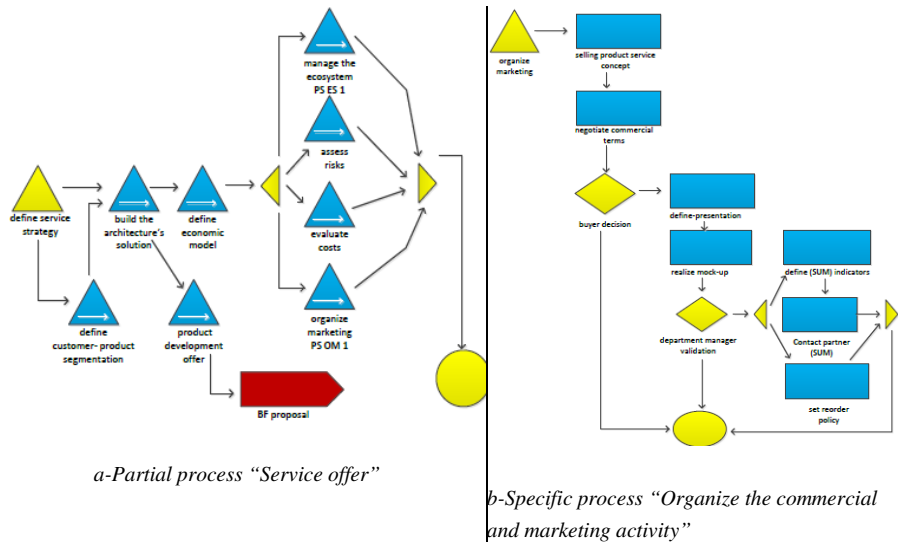 manage the
ecosystem
PS ES 1
assess
risks
define service
strategy
build the
architecture's
solution
define
economic
model
evaluate
costs
define
customer- product
segmentation
product
development
offer
organize
marketing
PS OM 1
BF proposal
a-Partial process “Service offer”
organize
marketing
selling product service
concept
negotiate commercial
terms
buyer decision
define-presentation
realize mock-up
define (SUM) indicators
department manager
validation
Contact partner
(SUM)
set reorder
policy
b-Specific process “Organize the commercial
and marketing activity”